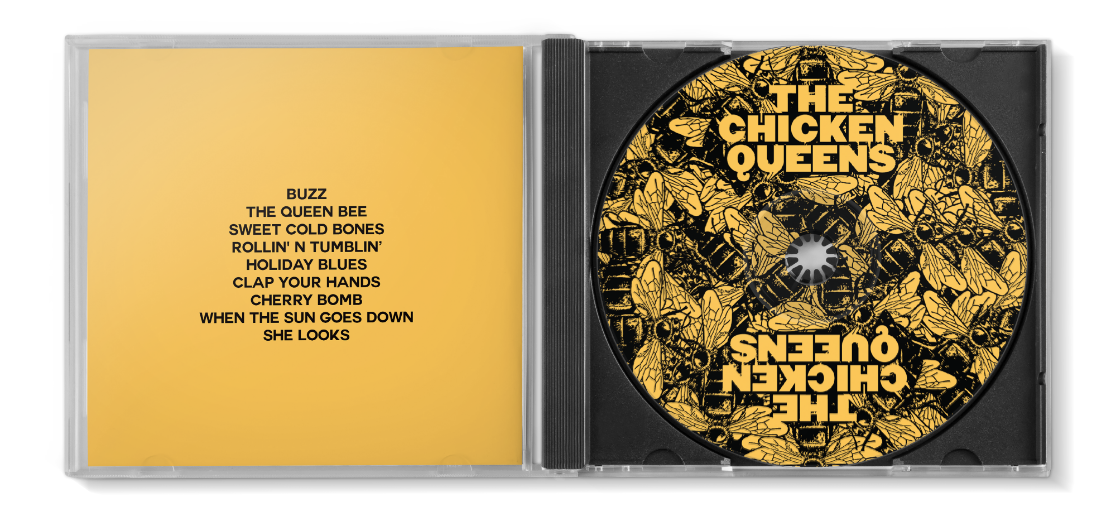 BUZZ
THE QUEEN BEE
SWEET COLD BONES
ROLLIN' N TUMBLIN’
HOLIDAY BLUES
CLAP YOUR HANDS
CHERRY BOMB
WHEN THE SUN GOES DOWN
SHE LOOKS
THE
CHICKEN
QUEENS
THE
CHICKEN
QUEENS